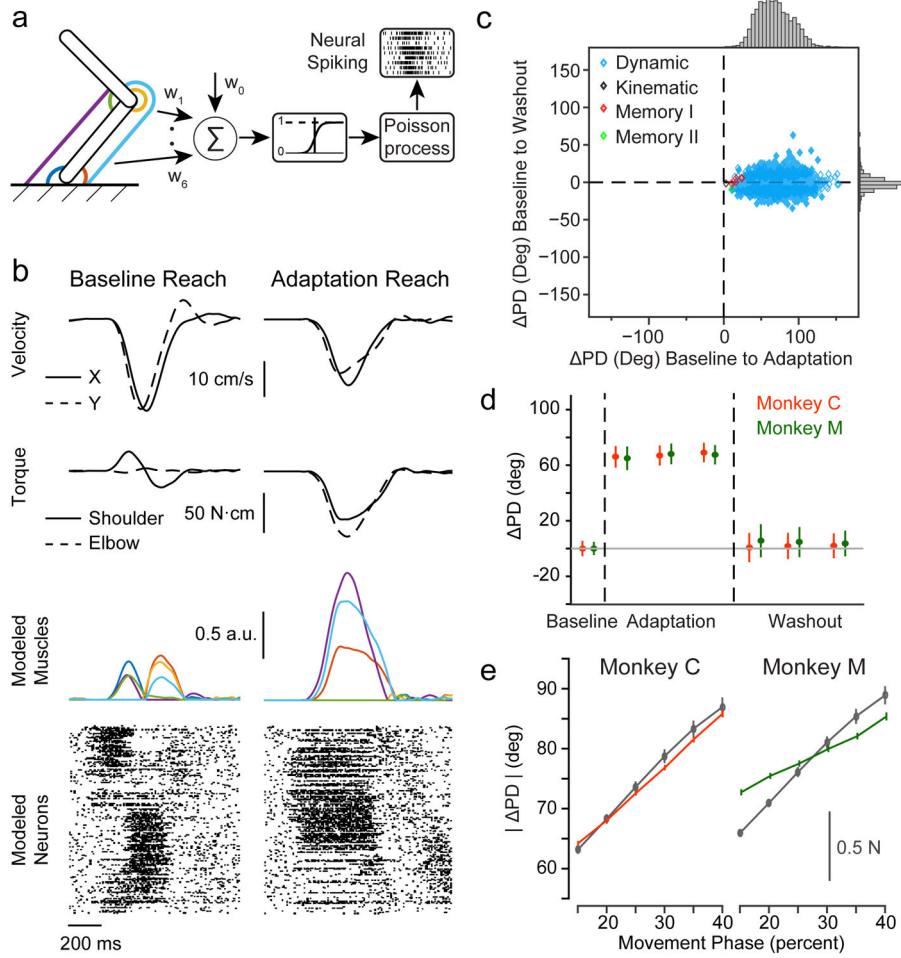 a
w1
w0
w6
Σ
1
0
Poisson
process
Neural
Spiking
b
Baseline Reach
Adaptation Reach
Velocity
X
Y
10 cm/s
Torque
Shoulder
Elbow
50 N·cm
Modeled
Muscles
0.5 a.u.
Modeled
Neurons
200 ms
c
ΔPD (Deg) Baseline to Washout
150
100
50
0
−50
−100
−150
Dynamic
Kinematic
Memory I
Memory II
−100
0
100
ΔPD (Deg) Baseline to Adaptation
d
ΔPD (deg)
100
60
20
-20
Monkey C
Monkey M
Baseline
Adaptation
Washout
e
Monkey C
Monkey M
| ΔPD | (deg)
90
80
70
60
0.5 N
20
30
40
20
30
40
Movement Phase (percent)